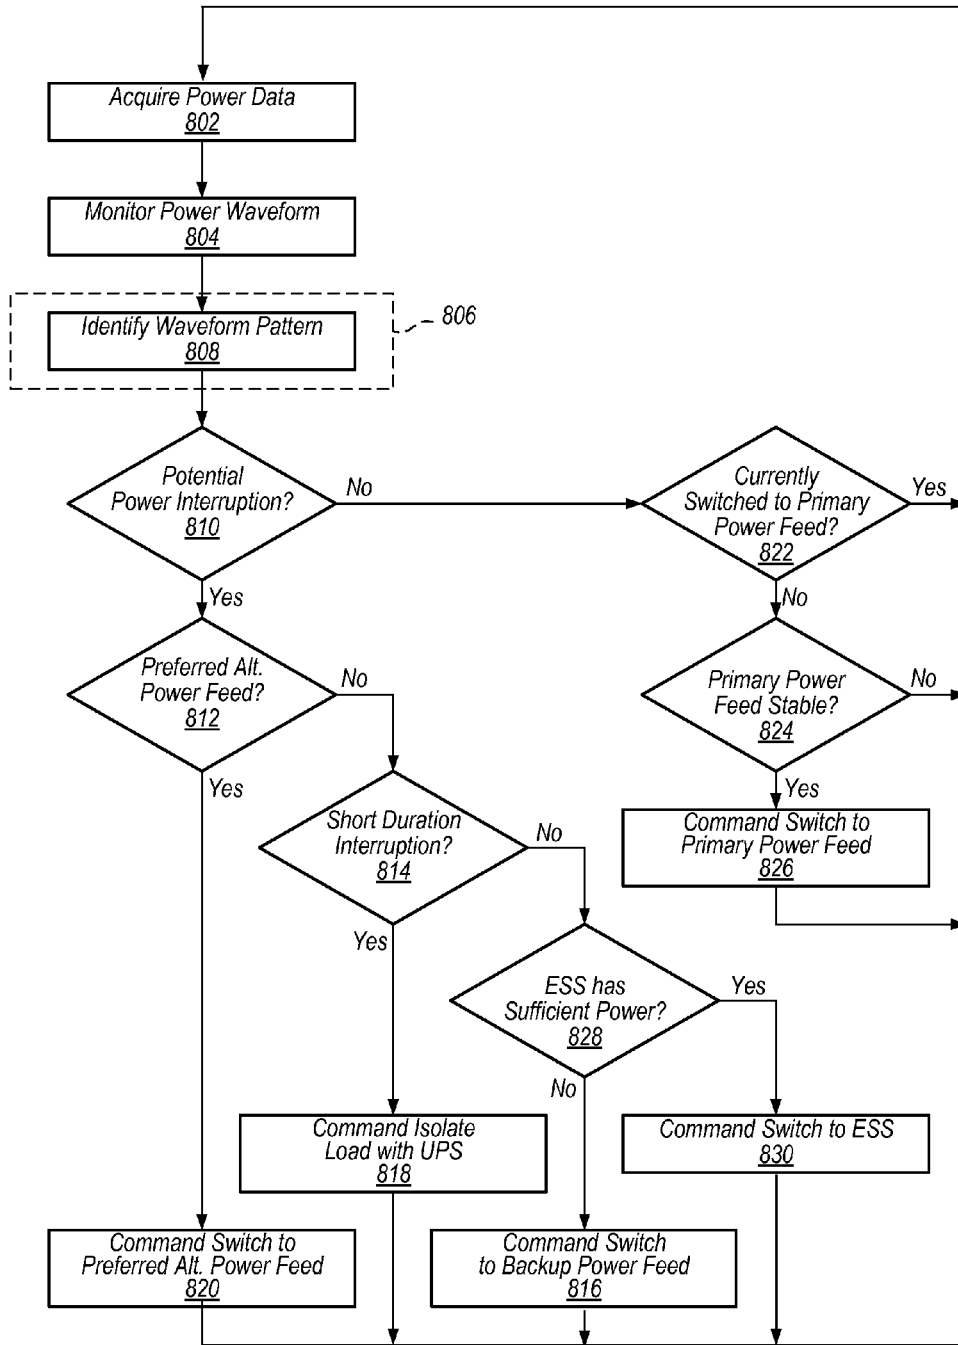 Acquire Power Data
802
Monitor Power Waveform
804
Identify Waveform Pattern
808
806
Potential
Power Interruption?
810
No
Yes
Currently
Switched to Primary
Power Feed?
822
Yes
No
Preferred Alt.
Power Feed?
812
No
Yes
Primary Power
Feed Stable?
824
No
Yes
Short Duration
Interruption?
814
No
Yes
Command Switch to
Primary Power Feed
826
ESS has
Sufficient Power?
828
Yes
No
Command Isolate
Load with UPS
818
Command Switch to ESS
830
Command Switch to
Preferred Alt. Power Feed
820
Command Switch
to Backup Power Feed
816